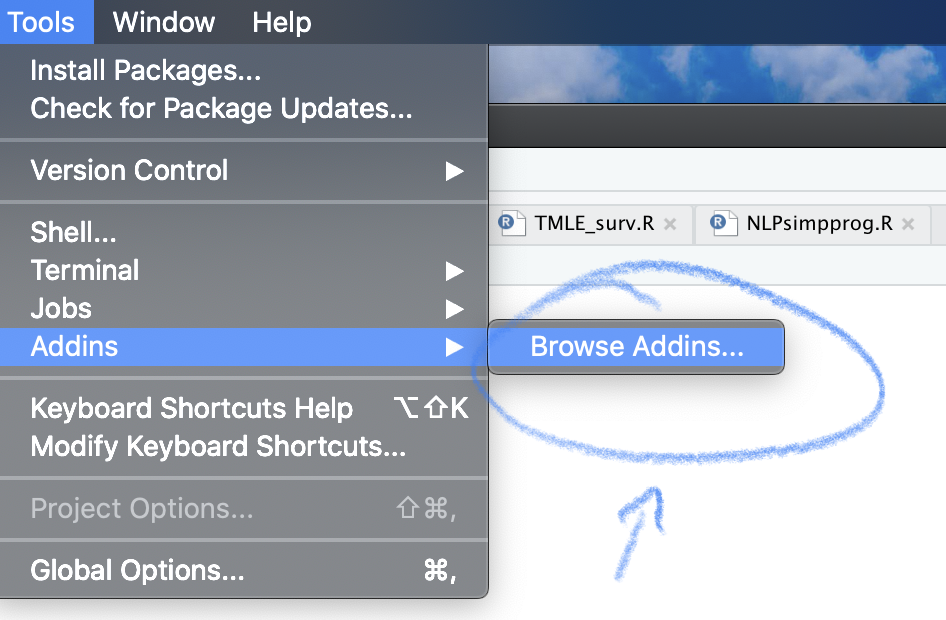 Tools Window Help
Install Packages...
Check for Package Updates...
Version Control ▶
Shell...
Terminal ▶
Jobs ▶
Addins ▶
Browse Addins...
Keyboard Shortcuts Help ⌥⇧K
Modify Keyboard Shortcuts...
Project Options... ⇧⌘,
Global Options... ⌘,
R TMLE_surv.R × R NLPsimpprog.R ×